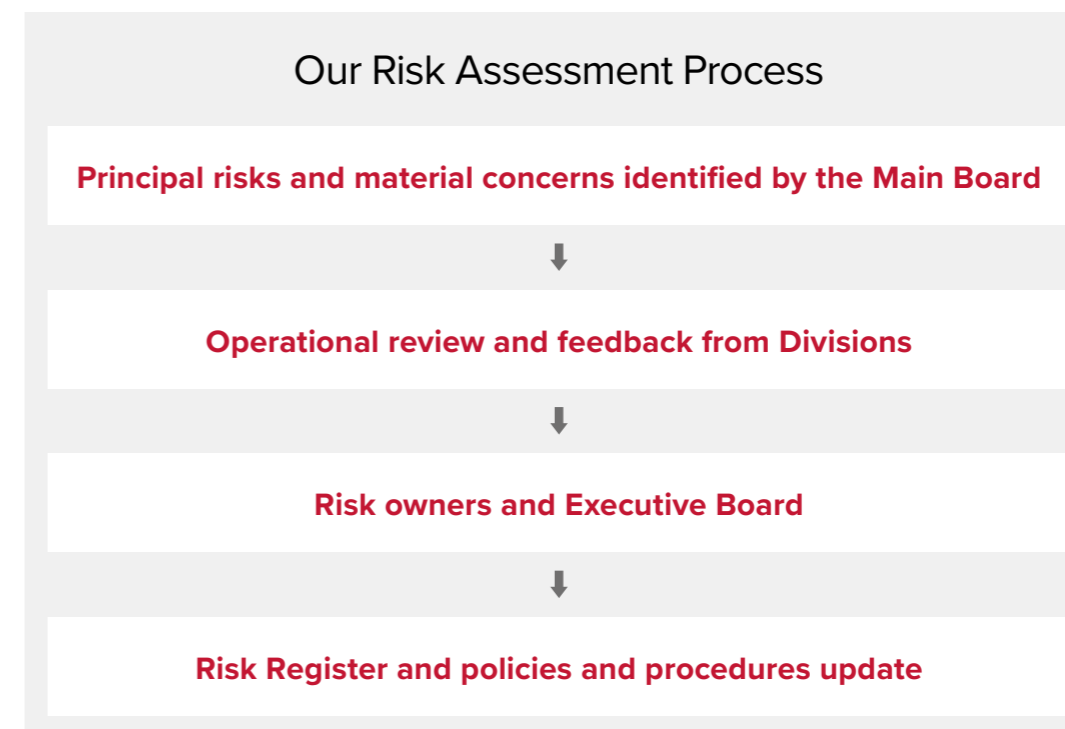 Our Risk Assessment Process
Principal risks and material concerns identified by the Main Board
Operational review and feedback from Divisions
Risk owners and Executive Board
Risk Register and policies and procedures update